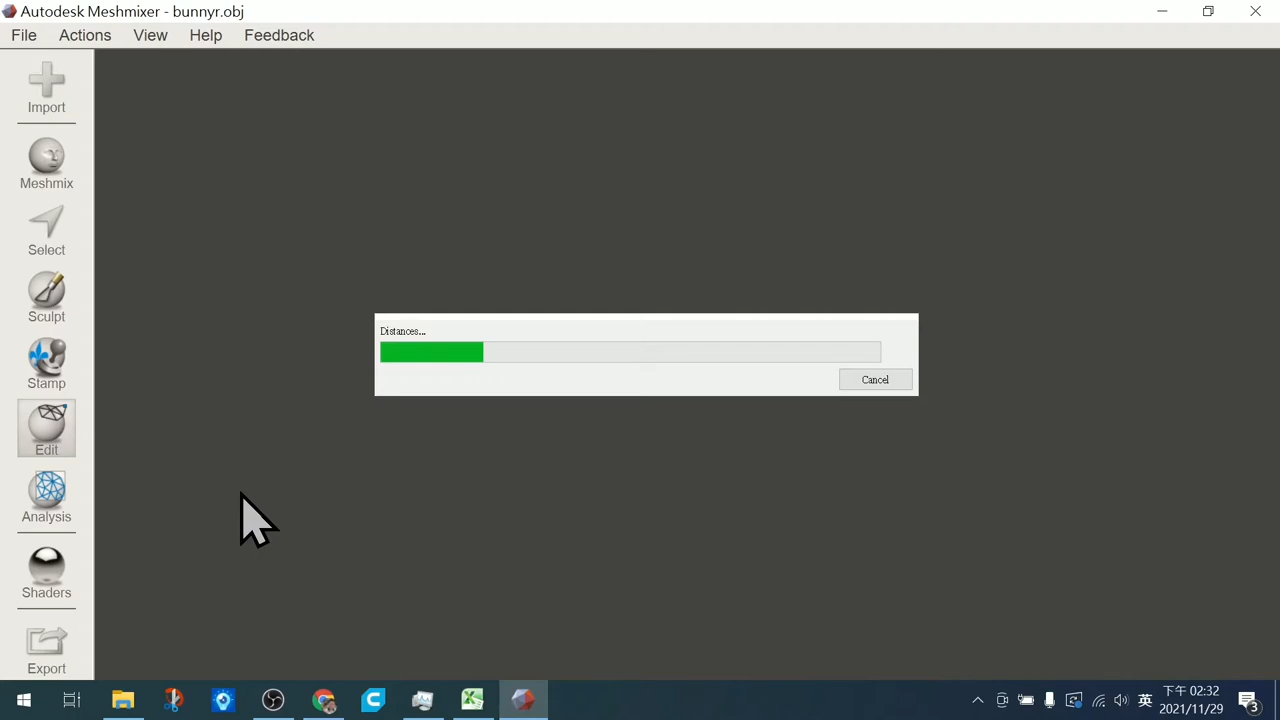 Autodesk Meshmixer - bunnyr.obj
File Actions View Help Feedback
Import
Meshmix
Select
Sculpt
Stamp
Edit
Analysis
Shaders
Export
Distances...
Cancel
英
下午 02:32
2021/11/29
3